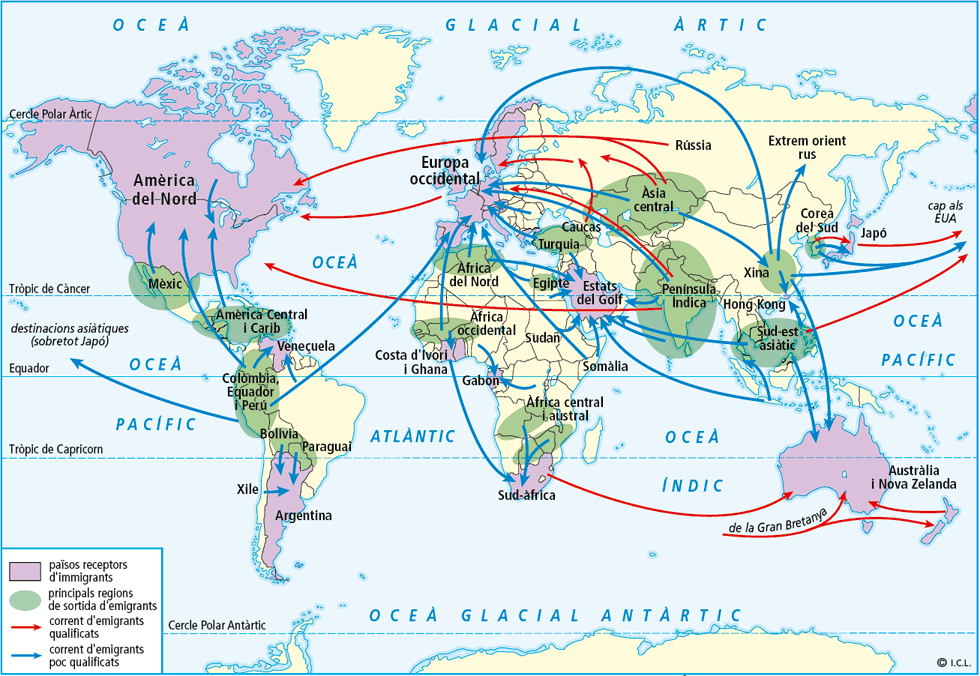 OCEÀ GLACIAL ÀRTIC
Cercle Polar Àrtic
Rússia
Extrem orient
rus
Europa
occidental
Amèrica
del Nord
Àsia
central
cap als
EUA
Corea
del Sud
Japó
Caucas
Turquia
OCEÀ
Àfrica
del Nord
Egipte
Estats
del Golf
Península
Índica
Xina
Mèxic
Tròpic de Càncer
Hong Kong
Amèrica Central
i Carib
Àfrica
occidental
OCEÀ
destinacions asiàtiques
(sobretot Japó)
Veneçuela
Sudan
Sud-est
asiàtic
Costa d'Ivori
i Ghana
OCEÀ
PACÍFIC
Equador
Somàlia
Gabon
Colòmbia,
Equador
i Perú
Àfrica central
i austral
PACÍFIC
ATLÀNTIC
OCEÀ
Bolívia
Paraguai
Tròpic de Capricorn
Austràlia
i Nova Zelanda
ÍNDIC
Xile
Sud-àfrica
Argentina
de la Gran Bretanya
països receptors
d'immigrants
principals regions
de sortida d'emigrants
corrent d'emigrants
qualificats
corrent d'emigrants
poc qualificats
OCEÀ GLACIAL ANTÀRTIC
Cercle Polar Antàrtic
© I.C.L.